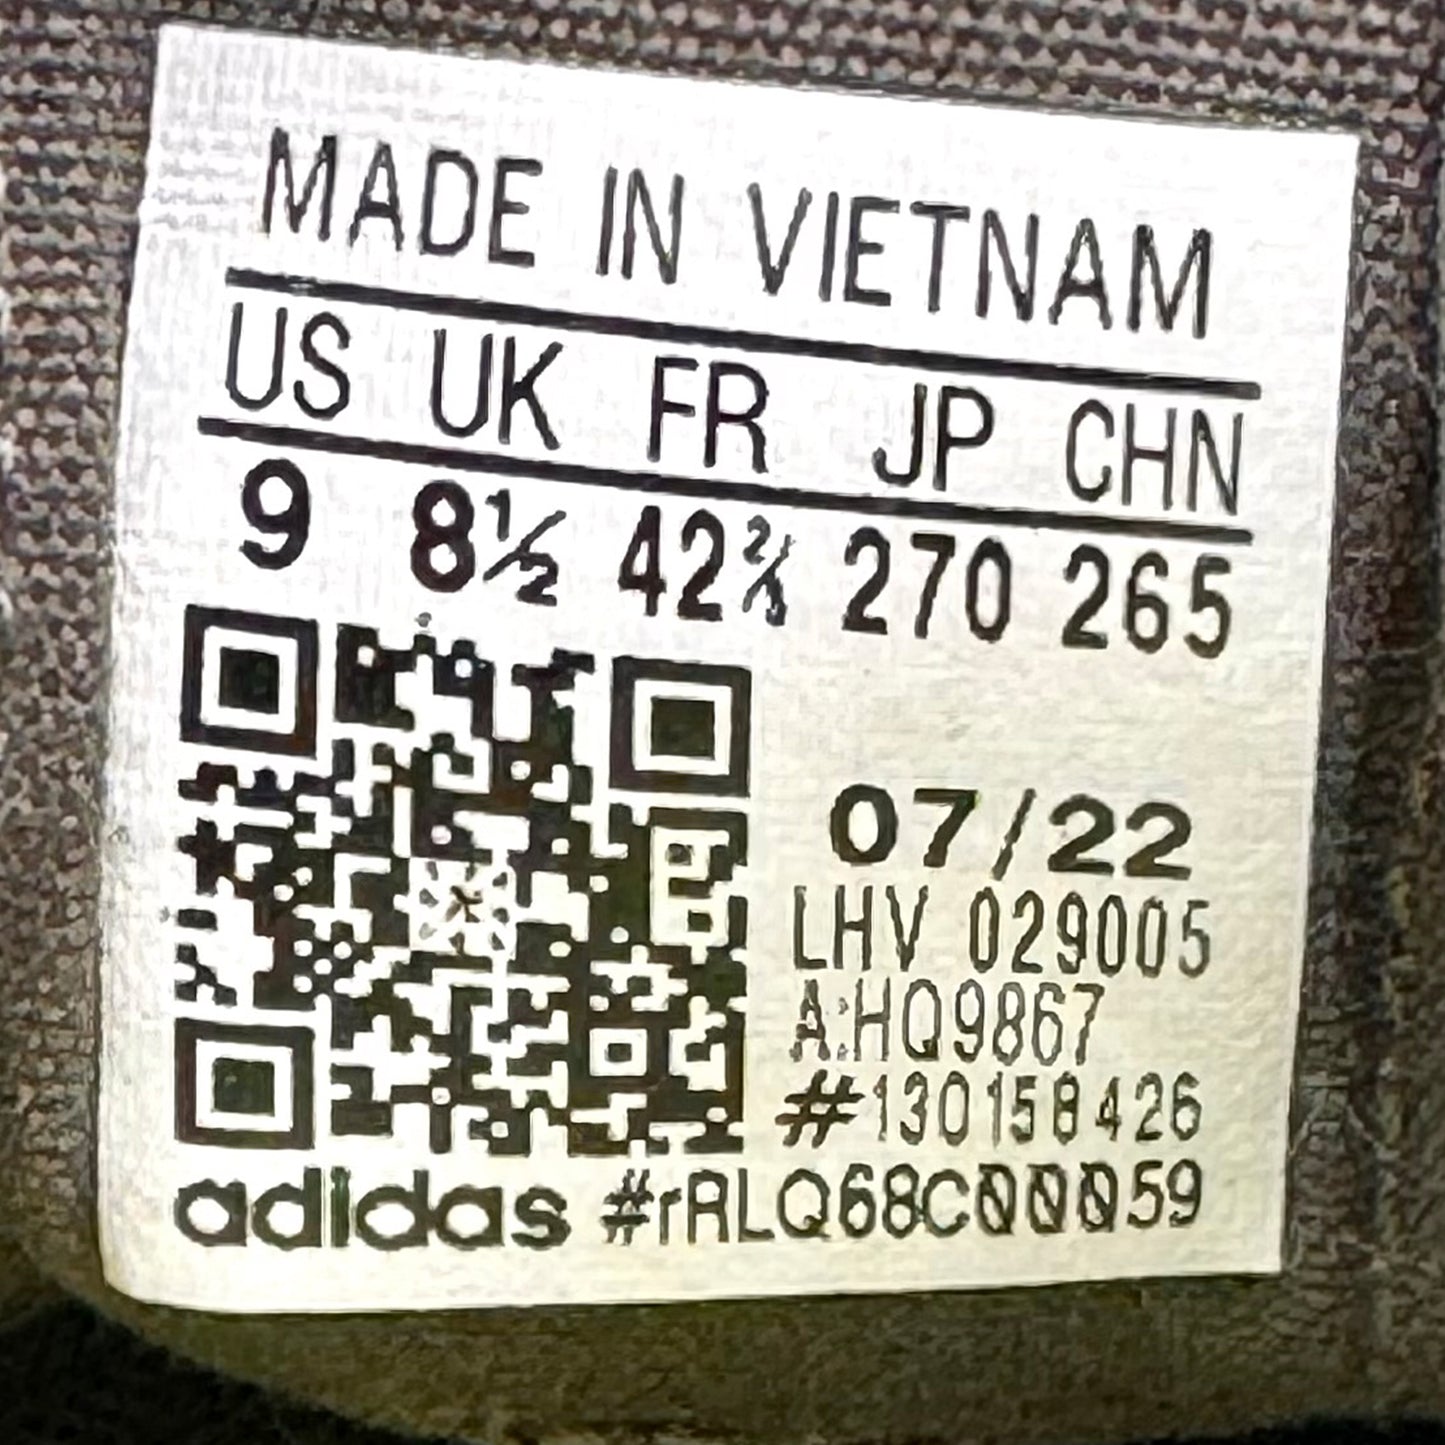 MADE IN VIETNAM
US UK FR JP CHN
9 8½ 42⅔ 270 265
07/22
LHV 029005
A:HQ9867
#130158426
adidas #rRLQ68C00059